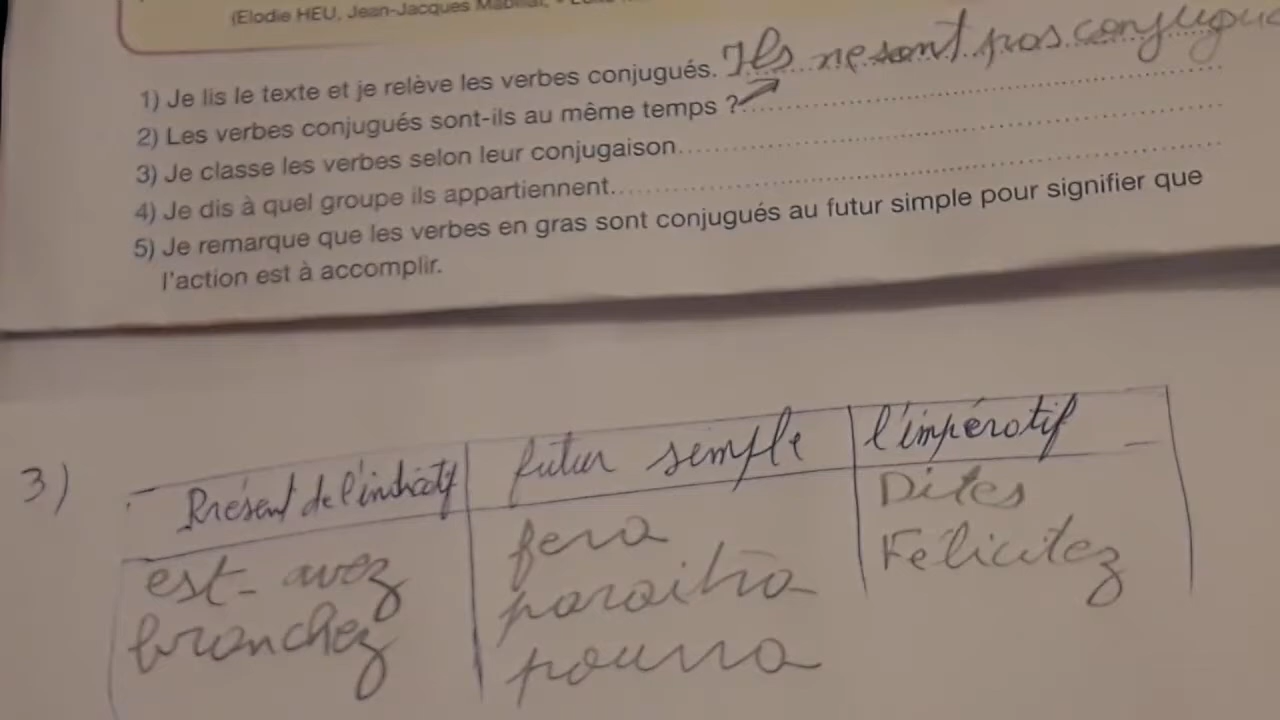 (Elodie HEU, Jean-Jacques
1) Je lis le texte et je relève les verbes conjugués. Ils ne sont pas conjugué
2) Les verbes conjugués sont-ils au même temps ?
3) Je classe les verbes selon leur conjugaison
4) Je dis à quel groupe ils appartiennent.
5) Je remarque que les verbes en gras sont conjugués au futur simple pour signifier que
l'action est à accomplir.
3)
Présent de l'indicatif futur semple l'impératif
est - avez fera Dites
branchez paraitra Félicitez
pourra